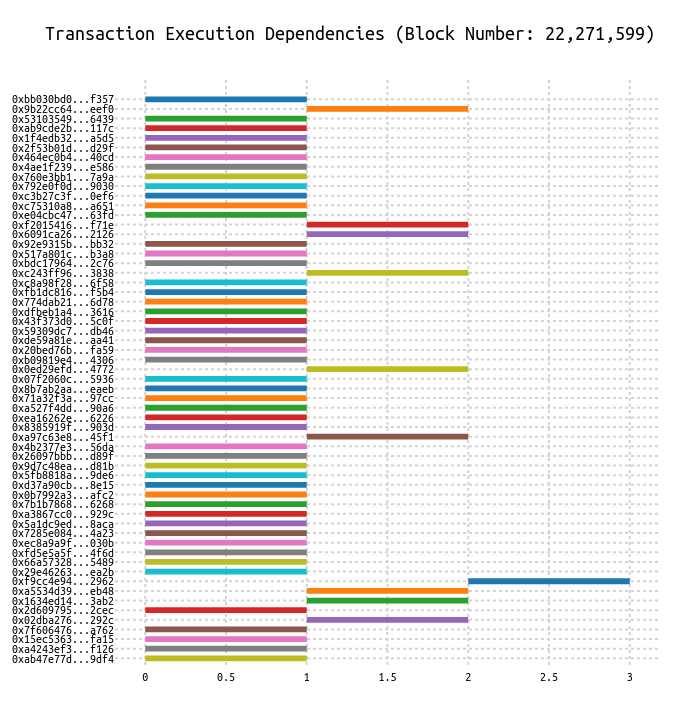 Transaction Execution Dependencies (Block Number: 22,271,599)
0xbb030bd0...f357
0x9b22cc64...eef0
0x53103549...6439
0xab9cde2b...117c
0x1f4edb32...a5d5
0x2f53b01d...d29f
0x464ec0b4...40cd
0x4ae1f239...e586
0x760e3bb1...7a9a
0x792e0f0d...9030
0xc3b27c3f...0ef6
0xc75310a8...a651
0xe04cbc47...63fd
0xf2015416...f71e
0x6091ca26...2126
0x92e9315b...bb32
0x517a801c...b3a8
0xbdc17964...2c76
0xc243ff96...3838
0xc8a98f28...6f58
0xfb1dc816...f5b4
0x774dab21...6d78
0xdfbeb1a4...3616
0x43f373d0...5c0f
0x59309dc7...db46
0xde59a81e...aa41
0x20bed76b...fa59
0xb09819e4...4306
0x0ed29efd...4772
0x07f2060c...5936
0x8b7ab2aa...eaeb
0x71a32f3a...97cc
0xa527f4dd...90a6
0xea16262e...6226
0x8385919f...903d
0xa97c63e8...45f1
0x4b2377e3...56da
0x26097bbb...d89f
0x9d7c48ea...d81b
0x5fb8818a...9de6
0xd37a90cb...8e15
0x0b7992a3...afc2
0x7b1b7868...6268
0xa3867cc0...929c
0x5a1dc9ed...8aca
0x7285e084...4a23
0xec8a9a9f...030b
0xfd5e5a5f...4f6d
0x66a57328...5489
0x29e46263...ea2b
0xf9cc4e94...2962
0xa5534d39...eb48
0x1634ed14...3ab2
0x2d609795...2cec
0x02dba276...292c
0x7f606476...a762
0x15ec5363...fa15
0xa4243ef3...f126
0xab47e77d...9df4
0 0.5 1 1.5 2 2.5 3